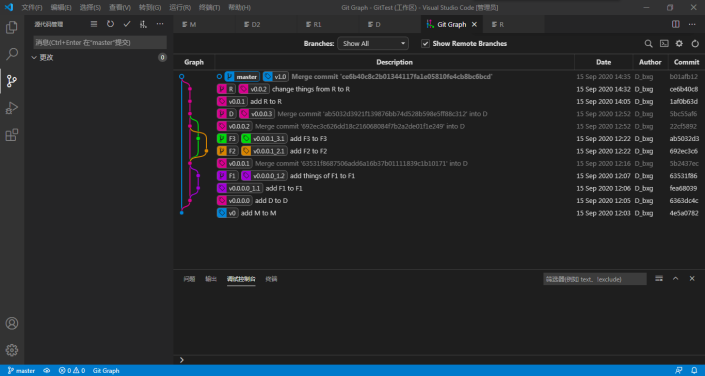 文件(F) 编辑(E) 选择(S) 查看(V) 转到(G) 运行(R) 终端(T) 帮助(H) Git Graph - GitTest (工作区) - Visual Studio Code (管理员)
源代码管理 M D2 R1 D Git Graph R
消息(Ctrl+Enter 在"master"提交)
更改 0
Branches: Show All Show Remote Branches
Graph Description Date Author Commit
master v1.0 Merge commit 'ce6b40c8c2b01344117fa1e05810fe4cb8be6bcd' 15 Sep 2020 14:35 D_bxg b01afb12
R v0.0.2 change things from R to R 15 Sep 2020 14:32 D_bxg ce6b40c8
v0.0.1 add R to R 15 Sep 2020 14:05 D_bxg 1af0b63d
D v0.0.0.3 Merge commit 'ab5032d3921f139876bb74d528b598e5ff88c312' into D 15 Sep 2020 12:52 D_bxg 5bc55af6
v0.0.0.2 Merge commit '692ec3c626dd18c216068084f7b2a2de01f1e249' into D 15 Sep 2020 12:52 D_bxg 22cf5892
F3 v0.0.0.1_3.1 add F3 to F3 15 Sep 2020 12:22 D_bxg ab5032d3
F2 v0.0.0.1_2.1 add F2 to F2 15 Sep 2020 12:22 D_bxg 692ec3c6
v0.0.0.1 Merge commit '63531f8687506add6a16b37b01111839c1b10171' into D 15 Sep 2020 12:16 D_bxg 5b2437ec
F1 v0.0.0.0_1.2 add things of F1 to F1 15 Sep 2020 12:07 D_bxg 63531f86
v0.0.0.0_1.1 add F1 to F1 15 Sep 2020 12:06 D_bxg fea68039
v0.0.0.0 add D to D 15 Sep 2020 12:04 D_bxg 6363dc4c
v0 add M to M 15 Sep 2020 12:03 D_bxg 4e5a0782
问题 输出 调试控制台 终端 筛选器(例如 text、!exclude)
master 0 0 Git Graph